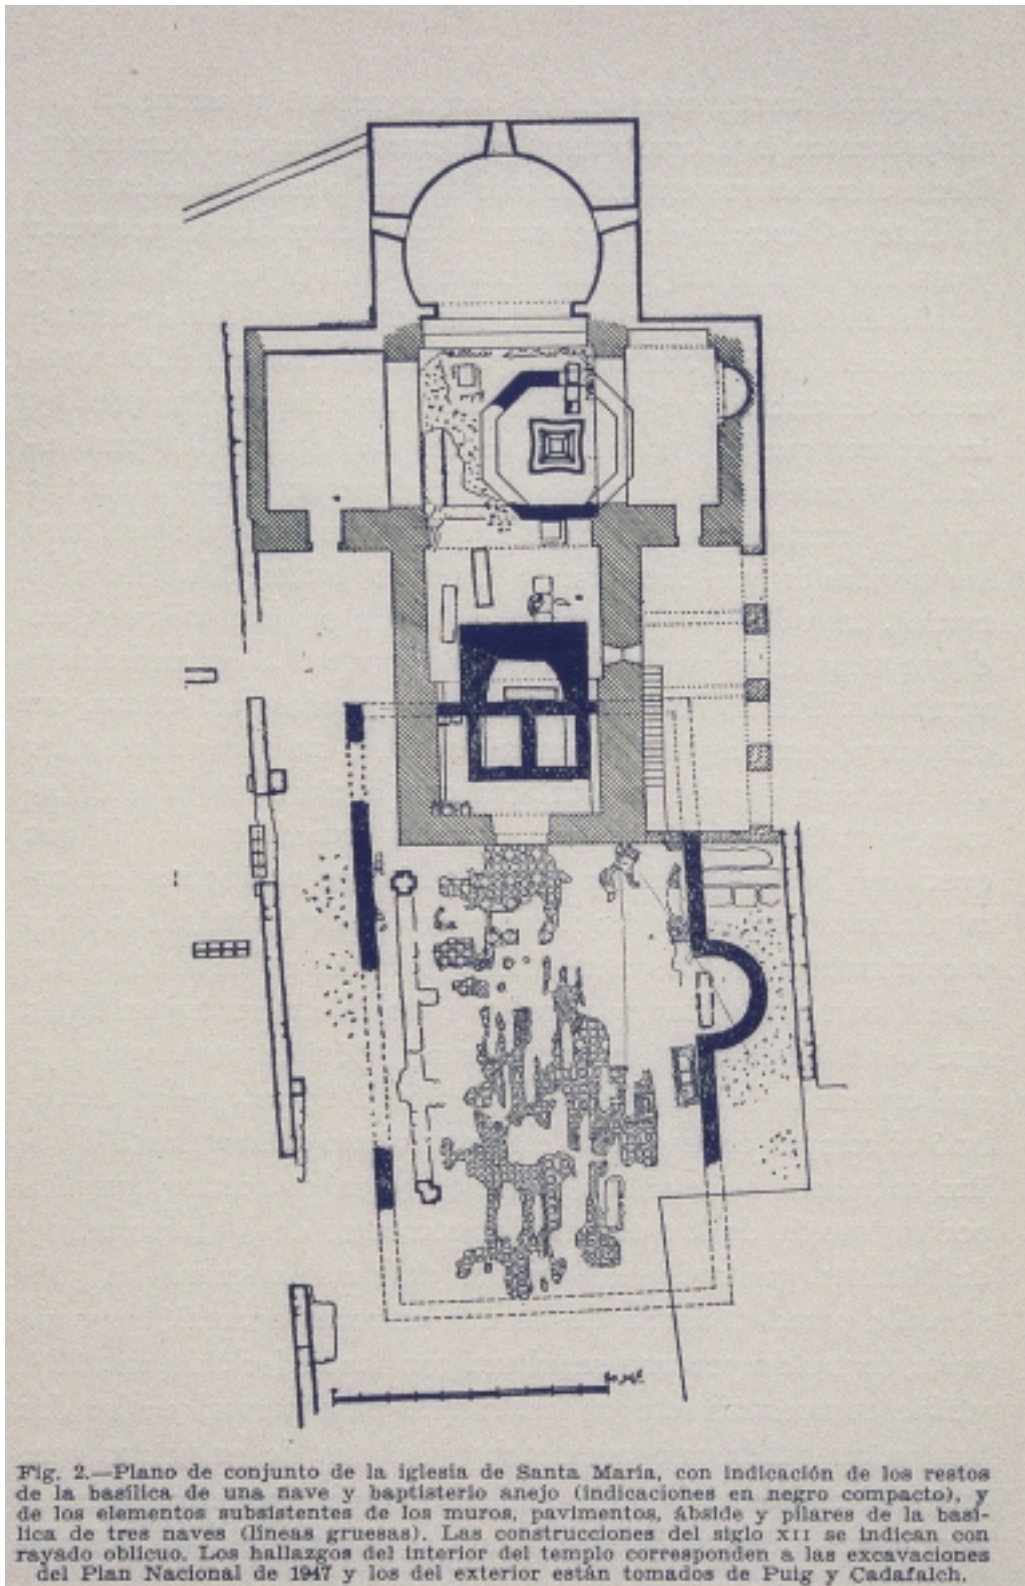 Fig. 2.—Plano de conjunto de la iglesia de Santa María, con indicación de los restos
de la basílica de una nave y baptisterio anejo (indicaciones en negro compacto), y
de los elementos subsistentes de los muros, pavimentos, ábside y pilares de la basí-
lica de tres naves (líneas gruesas). Las construcciones del siglo XII se indican con
rayado oblicuo. Los hallazgos del interior del templo corresponden a las excavaciones
del Plan Nacional de 1947 y los del exterior están tomados de Puig y Cadafalch.